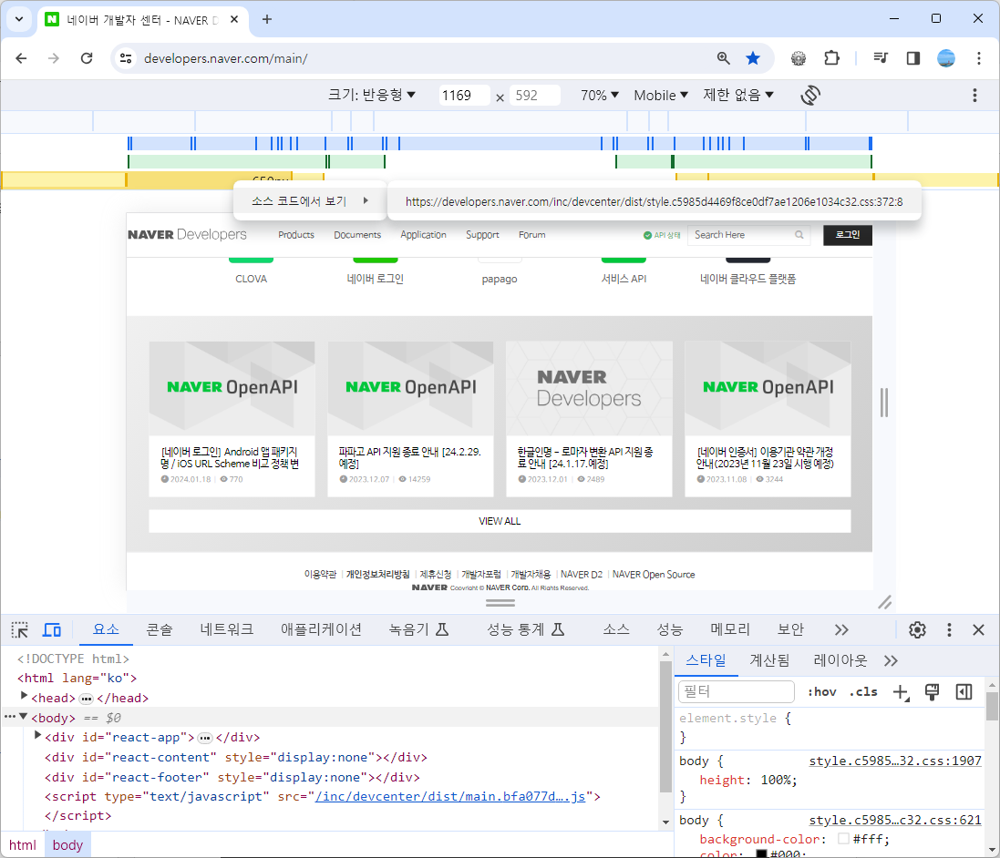 네이버 개발자 센터 - NAVER D
developers.naver.com/main/
크기: 반응형 1169 × 592 70% Mobile 제한 없음
소스 코드에서 보기 https://developers.naver.com/inc/devcenter/dist/style.c5985d4469f8ce0df7ae1206e1034c32.css:372:8
NAVER Developers Products Documents Application Support Forum API 상태 Search Here 로그인
CLOVA 네이버 로그인 papago 서비스 API 네이버 클라우드 플랫폼
NAVER OpenAPI
[네이버 로그인] Android 앱 패키지
명 / iOS URL Scheme 비교 정책 변
2024.01.18 770
NAVER OpenAPI
파파고 API 지원 종료 안내 [24.2.29.
예정]
2023.12.07 14259
NAVER
Developers
한글인명 – 로마자 변환 API 지원 종
료 안내 [24.1.17.예정]
2023.12.01 2489
NAVER OpenAPI
[네이버 인증서] 이용기관 약관 개정
안내(2023년 11월 23일 시행 예정)
2023.11.08 3244
VIEW ALL
이용약관 개인정보처리방침 제휴신청 개발자포럼 개발자채용 NAVER D2 NAVER Open Source
NAVER Copyright © NAVER Corp. All Rights Reserved.
요소 콘솔 네트워크 애플리케이션 녹음기 성능 통계 소스 성능 메모리 보안
<!DOCTYPE html>
<html lang="ko">
<head> ••• </head>
••• <body> == $0
<div id="react-app"> ••• </div>
<div id="react-content" style="display:none"></div>
<div id="react-footer" style="display:none"></div>
<script type="text/javascript" src="/inc/devcenter/dist/main.bfa077d….js">
</script>
html body
스타일 계산됨 레이아웃
필터 :hov .cls
element.style {
}
body { style.c5985…32.css:1907
height: 100%;
}
body { style.c5985…c32.css:621
background-color: #fff;
color: #000;